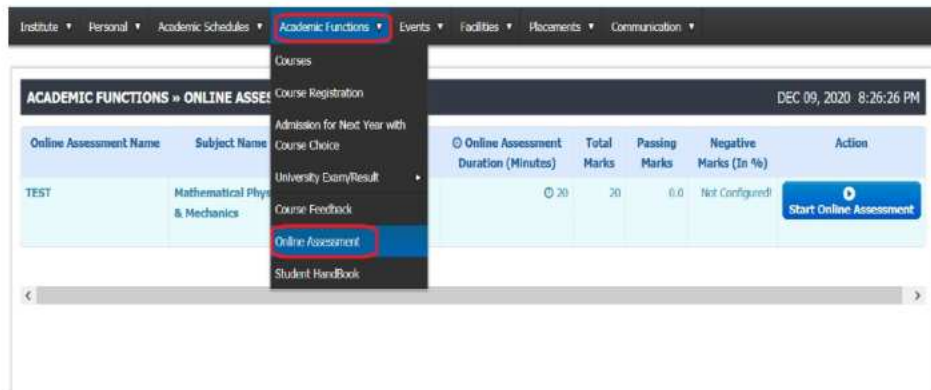 Institute ▼ Personal ▼ Academic Schedules ▼ Academic Functions ▼ Events ▼ Facilities ▼ Placements ▼ Communication ▼
Courses
Course Registration
Admission for Next Year with
Course Choice
University Exam/Result
Course Feedback
Online Assessment
Student HandBook
ACADEMIC FUNCTIONS » ONLINE ASSES
DEC 09, 2020 8:26:26 PM
Online Assessment Name
Subject Name
Online Assessment
Duration (Minutes)
Total
Marks
Passing
Marks
Negative
Marks (In %)
Action
TEST
Mathematical Phys
& Mechanics
20
20
0.0
Not Configured!
Start Online Assessment